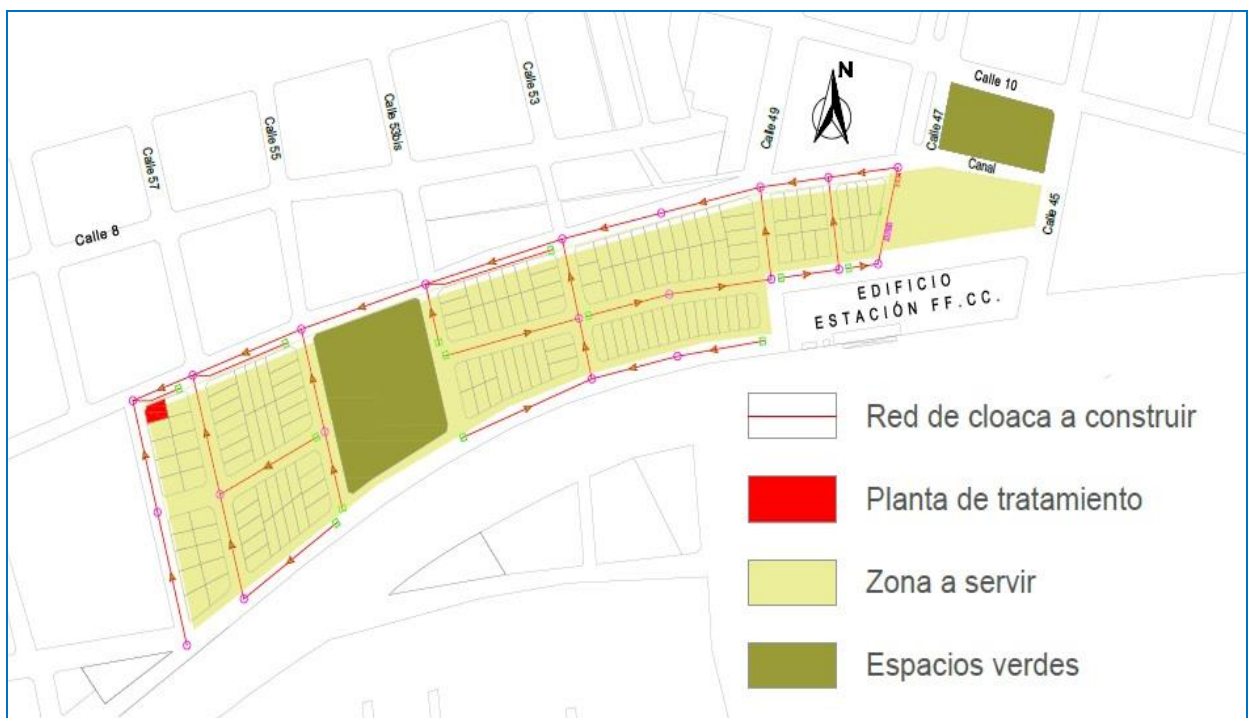 Calle 10
N
Calle 47
Calle 49
Calle 53
Calle 53bis
Calle 55
Calle 57
Canal
Calle 45
Calle 8
EDIFICIO
ESTACIÓN FF.CC.
Red de cloaca a construir
Planta de tratamiento
Zona a servir
Espacios verdes